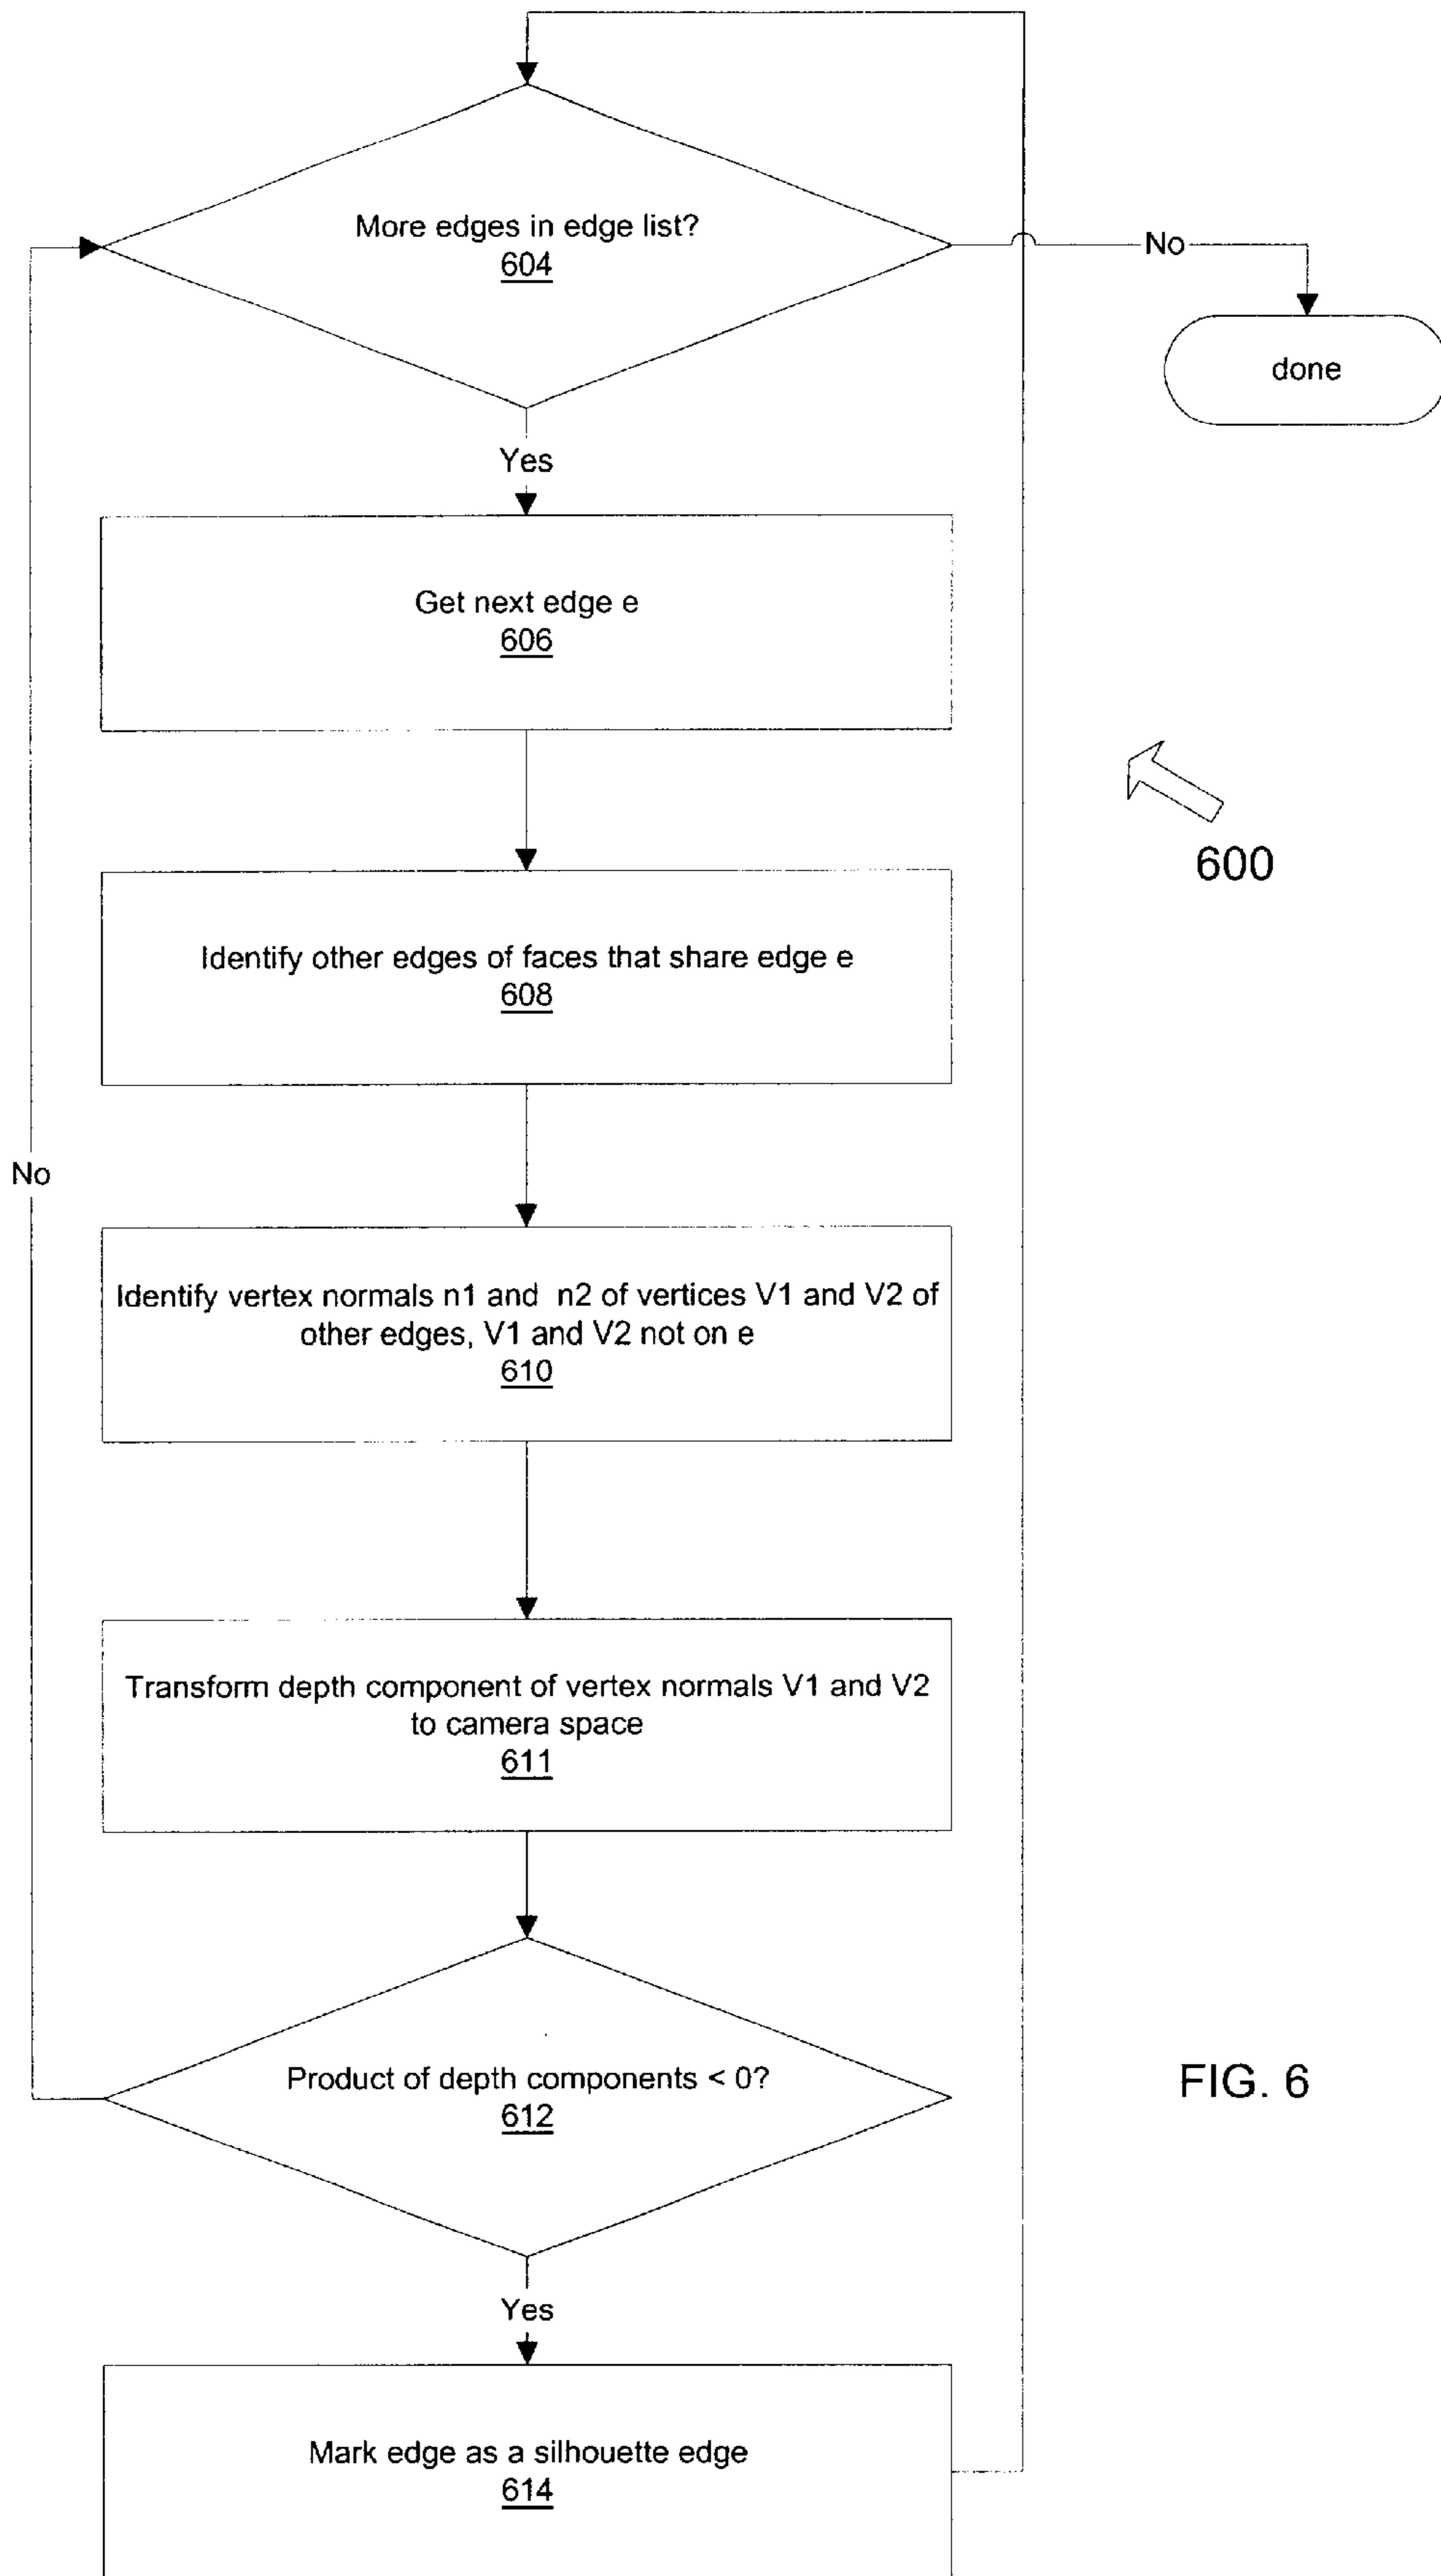 More edges in edge list?
604
No
done
Yes
Get next edge e
606
600
Identify other edges of faces that share edge e
608
No
Identify vertex normals n1 and n2 of vertices V1 and V2 of
other edges, V1 and V2 not on e
610
Transform depth component of vertex normals V1 and V2
to camera space
611
Product of depth components < 0?
612
FIG. 6
Yes
Mark edge as a silhouette edge
614